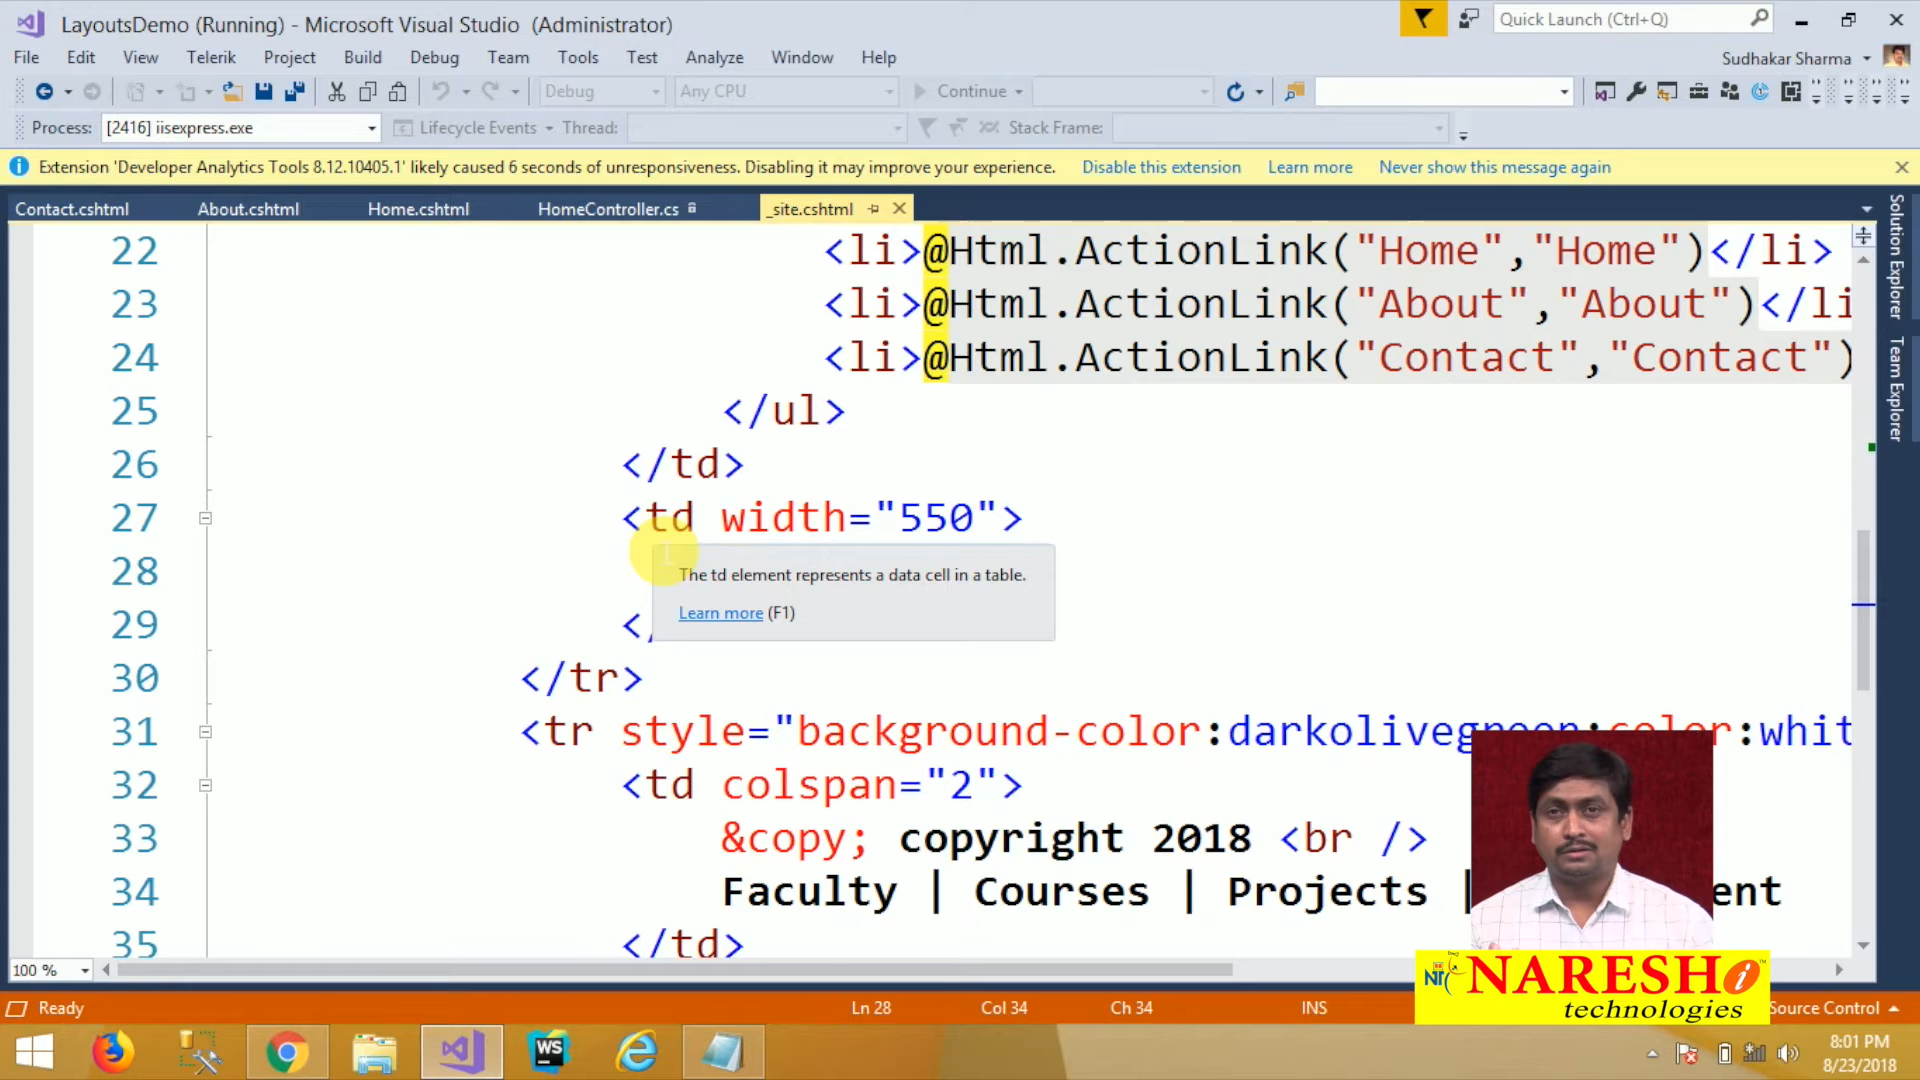 LayoutsDemo (Running) - Microsoft Visual Studio (Administrator)
Quick Launch (Ctrl+Q)
File Edit View Telerik Project Build Debug Team Tools Test Analyze Window Help
Sudhakar Sharma
Debug Any CPU Continue
Process: [2416] iisexpress.exe Lifecycle Events Thread: Stack Frame:
Extension 'Developer Analytics Tools 8.12.10405.1' likely caused 6 seconds of unresponsiveness. Disabling it may improve your experience. Disable this extension Learn more Never show this message again
Contact.cshtml About.cshtml Home.cshtml HomeController.cs _site.cshtml
22 <li>@Html.ActionLink("Home","Home")</li>
23 <li>@Html.ActionLink("About","About")</li
24 <li>@Html.ActionLink("Contact","Contact")
25 </ul>
26 </td>
27 <td width="550">
28
The td element represents a data cell in a table.
Learn more (F1)
29 </
30 </tr>
31 <tr style="background-color:darkolivegreen;color:whit
32 <td colspan="2">
33 &copy; copyright 2018 <br />
34 Faculty | Courses | Projects | ent
35 </td>
Solution Explorer
Team Explorer
100 %
NARESH i
technologies
Ready Ln 28 Col 34 Ch 34 INS Source Control
WS
8:01 PM
8/23/2018